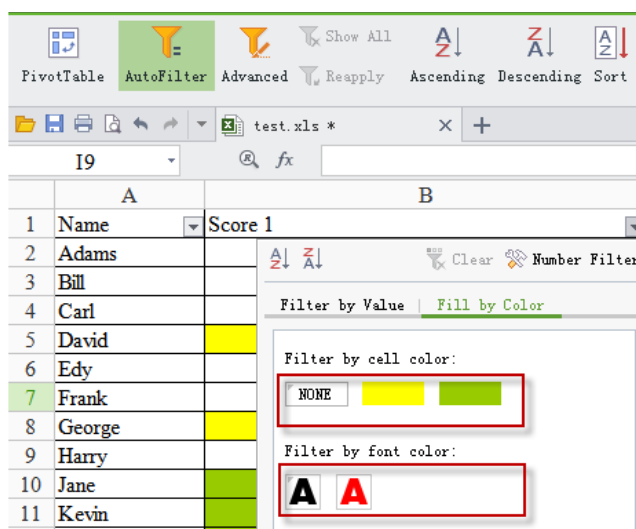 Show All
PivotTable AutoFilter Advanced Reapply Ascending Descending Sort
test.xls *
I9 fx
A B
1 Name Score 1
2 Adams
Clear Number Filter
3 Bill
4 Carl
Filter by Value | Fill by Color
5 David
Filter by cell color:
6 Edy
7 Frank
NONE
8 George
9 Harry
Filter by font color:
10 Jane
A A
11 Kevin